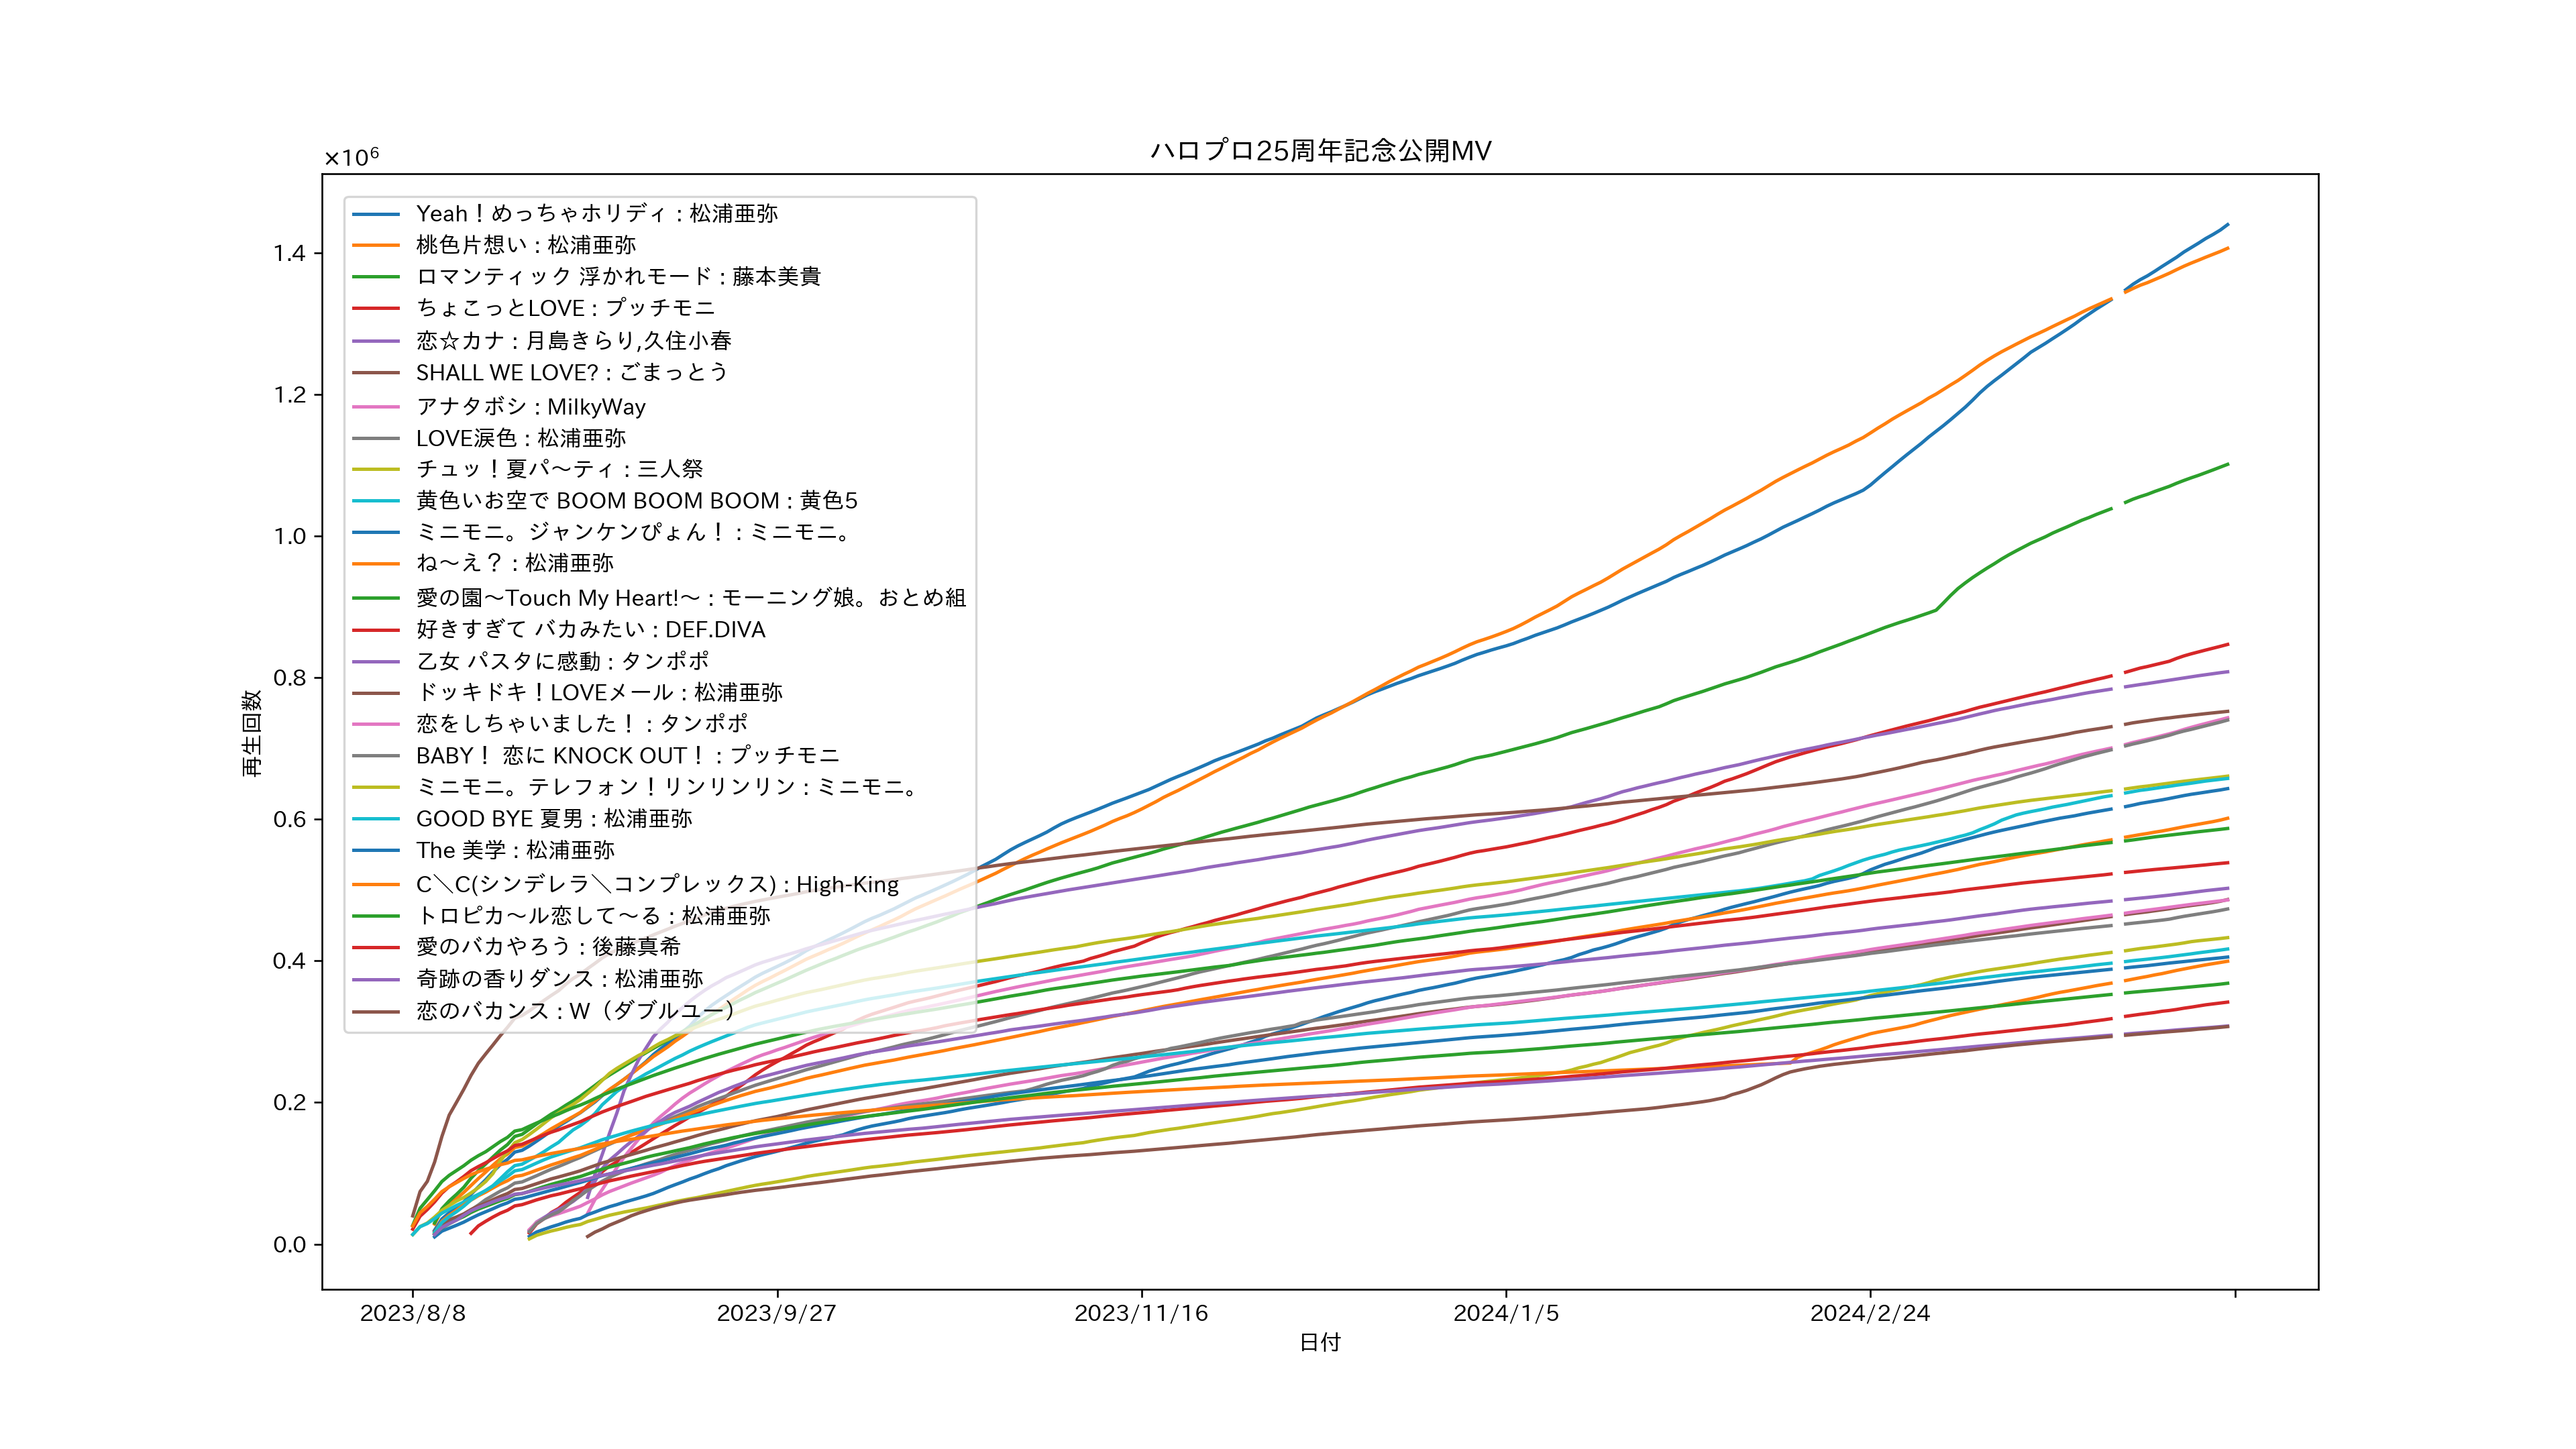 ハロプロ25周年記念公開MV
×10⁶
Yeah！めっちゃホリディ : 松浦亜弥
桃色片想い : 松浦亜弥
ロマンティック 浮かれモード : 藤本美貴
ちょこっとLOVE : プッチモニ
恋☆カナ : 月島きらり,久住小春
SHALL WE LOVE? : ごまっとう
アナタボシ : MilkyWay
LOVE涙色 : 松浦亜弥
チュッ！夏パ〜ティ : 三人祭
黄色いお空で BOOM BOOM BOOM : 黄色5
ミニモニ。ジャンケンぴょん！ : ミニモニ。
ね〜え？ : 松浦亜弥
愛の園〜Touch My Heart!〜 : モーニング娘。おとめ組
好きすぎて バカみたい : DEF.DIVA
乙女 パスタに感動 : タンポポ
ドッキドキ！LOVEメール : 松浦亜弥
恋をしちゃいました！ : タンポポ
BABY！ 恋に KNOCK OUT！ : プッチモニ
ミニモニ。テレフォン！リンリンリン : ミニモニ。
GOOD BYE 夏男 : 松浦亜弥
The 美学 : 松浦亜弥
C＼C(シンデレラ＼コンプレックス) : High-King
トロピカ〜ル恋して〜る : 松浦亜弥
愛のバカやろう : 後藤真希
奇跡の香りダンス : 松浦亜弥
恋のバカンス : W（ダブルユー）
1.4
1.2
1.0
0.8
0.6
0.4
0.2
0.0
再生回数
2023/8/8
2023/9/27
2023/11/16
2024/1/5
2024/2/24
日付